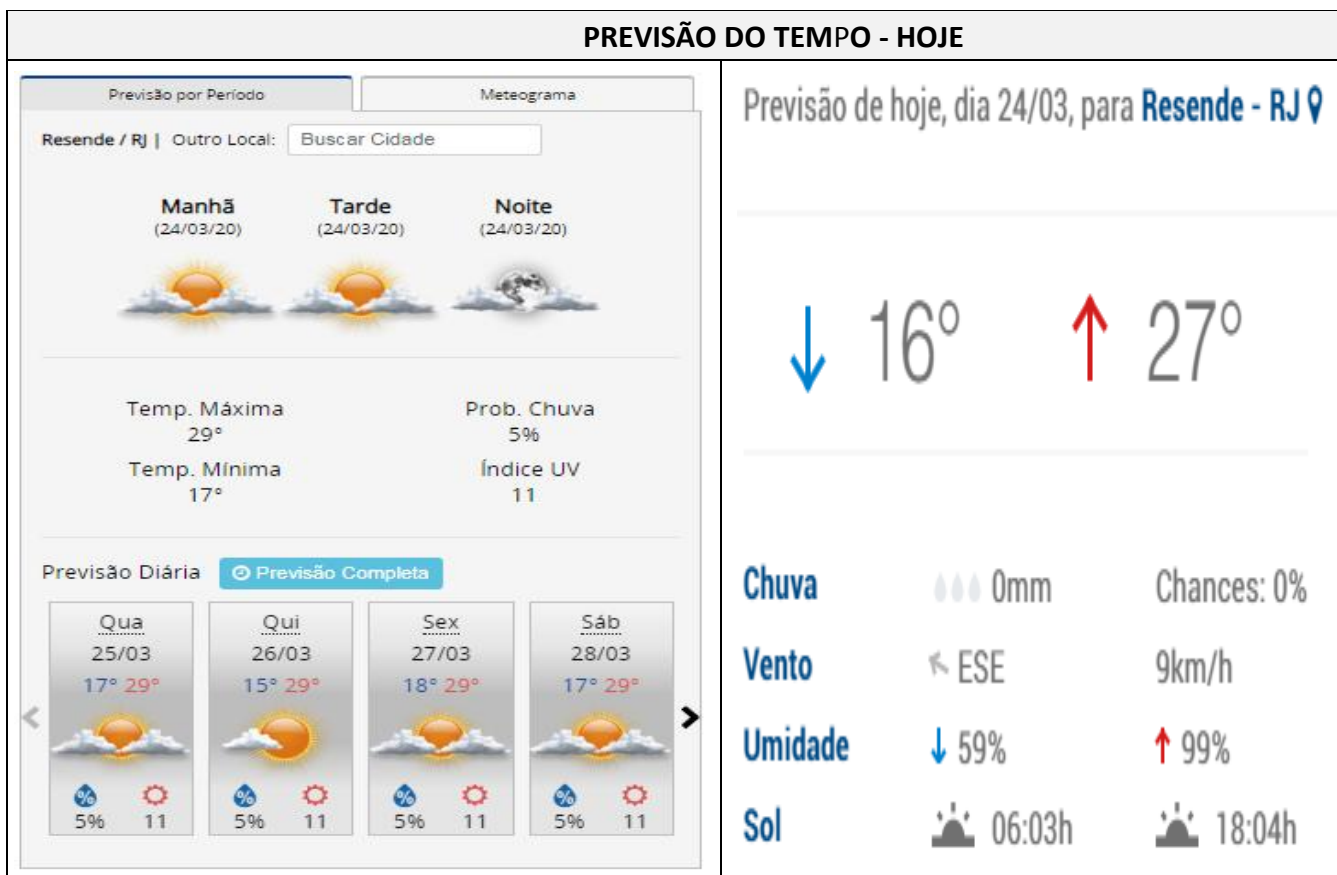 PREVISÃO DO TEMPO - HOJE
Previsão por Período
Meteograma
Resende / RJ | Outro Local: Buscar Cidade
Manhã Tarde Noite
(24/03/20) (24/03/20) (24/03/20)
Temp. Máxima Prob. Chuva
29° 5%
Temp. Mínima Índice UV
17° 11
Previsão Diária Previsão Completa
Qua Qui Sex Sáb
25/03 26/03 27/03 28/03
17° 29° 15° 29° 18° 29° 17° 29°
% % % %
5% 11 5% 11 5% 11 5% 11
Previsão de hoje, dia 24/03, para Resende - RJ
↓ 16° ↑ 27°
Chuva 0mm Chances: 0%
Vento ESE 9km/h
Umidade ↓ 59% ↑ 99%
Sol 06:03h 18:04h